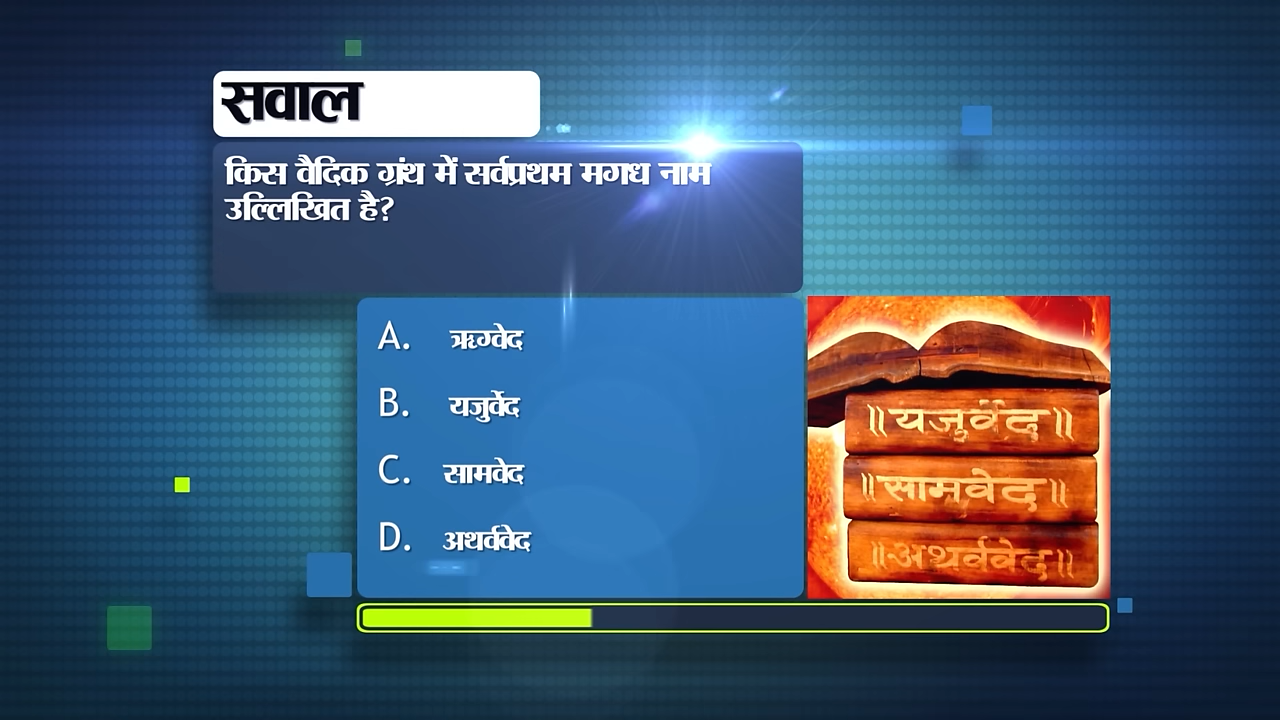 सवाल
किस वैदिक ग्रंथ में सर्वप्रथम मगध नाम
उल्लिखित है?
A. ऋग्वेद
B. यजुर्वेद
C. सामवेद
D. अथर्ववेद
॥यजुर्वेद॥
॥सामवेद॥
॥अथर्ववेद॥